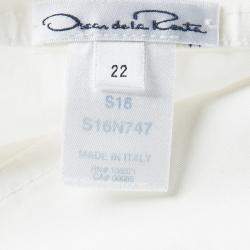 Oscar de la Renta
22
S16
S16N747
MADE IN ITALY